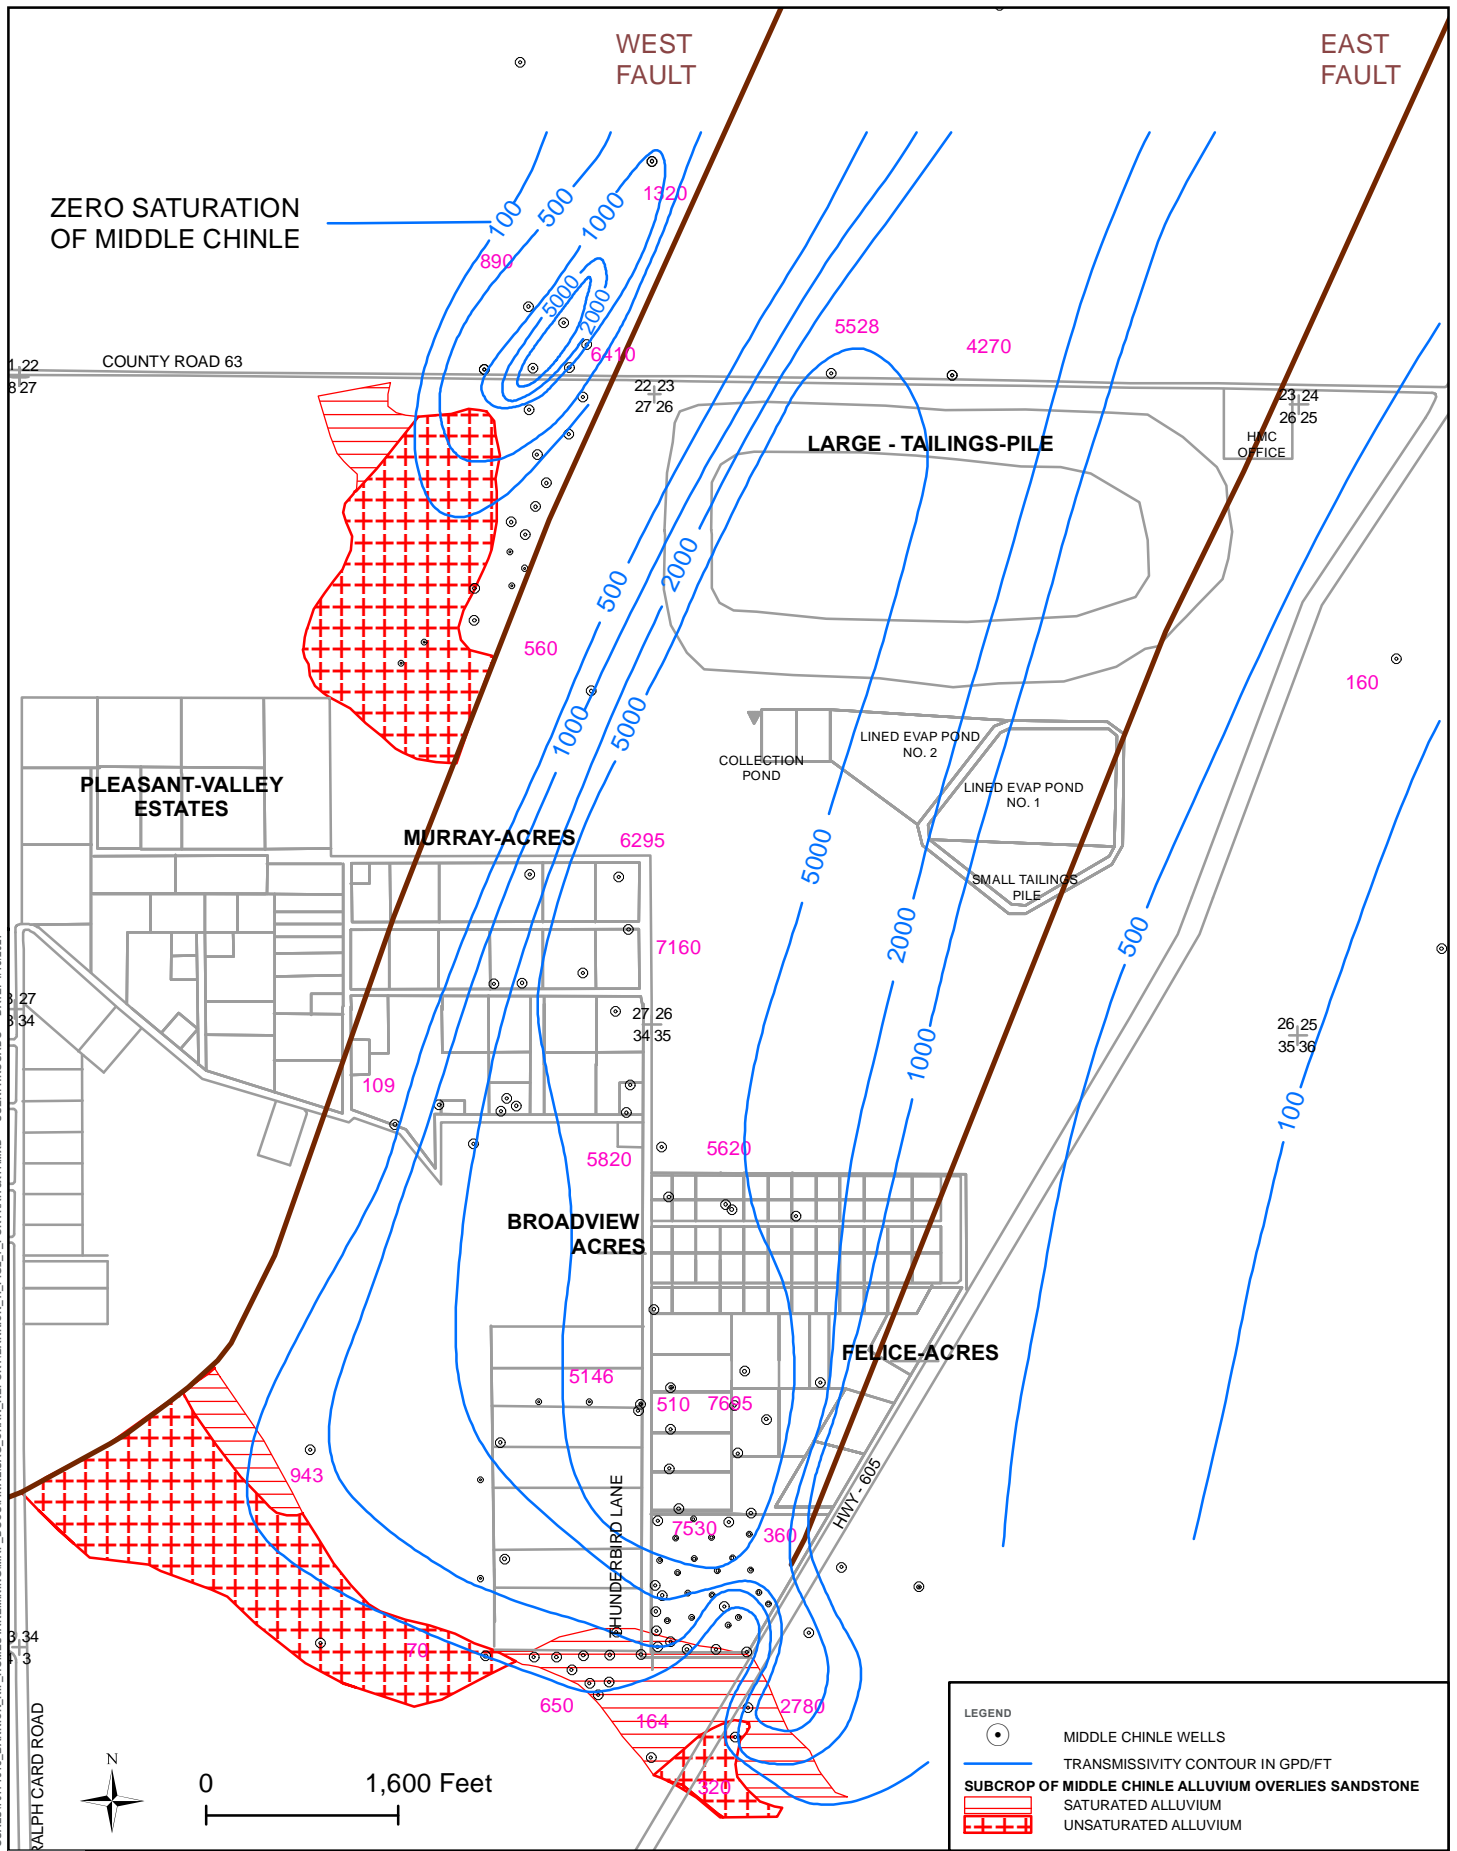 WEST
FAULT
EAST
FAULT
ZERO SATURATION
OF MIDDLE CHINLE
100
500
1000
1320
890
5000
2000
6410
5528
4270
COUNTY ROAD 63
22
27
22 23
27 26
23 24
26 25
HMC
OFFICE
LARGE - TAILINGS-PILE
500
2000
560
160
1000
5000
COLLECTION
POND
LINED EVAP POND
NO. 2
LINED EVAP POND
NO. 1
SMALL TAILINGS
PILE
PLEASANT-VALLEY
ESTATES
MURRAY-ACRES
6295
5000
7160
2000
500
27
34
27 26
34 35
26 25
35 36
1000
109
100
5820
5620
BROADVIEW
ACRES
FELICE-ACRES
5146
510
7695
943
HWY - 605
THUNDERBIRD LANE
7530
360
34
3
70
650
164
2780
320
RALPH CARD ROAD
N
0
1,600 Feet
LEGEND
MIDDLE CHINLE WELLS
TRANSMISSIVITY CONTOUR IN GPD/FT
SUBCROP OF MIDDLE CHINLE ALLUVIUM OVERLIES SANDSTONE
SATURATED ALLUVIUM
UNSATURATED ALLUVIUM